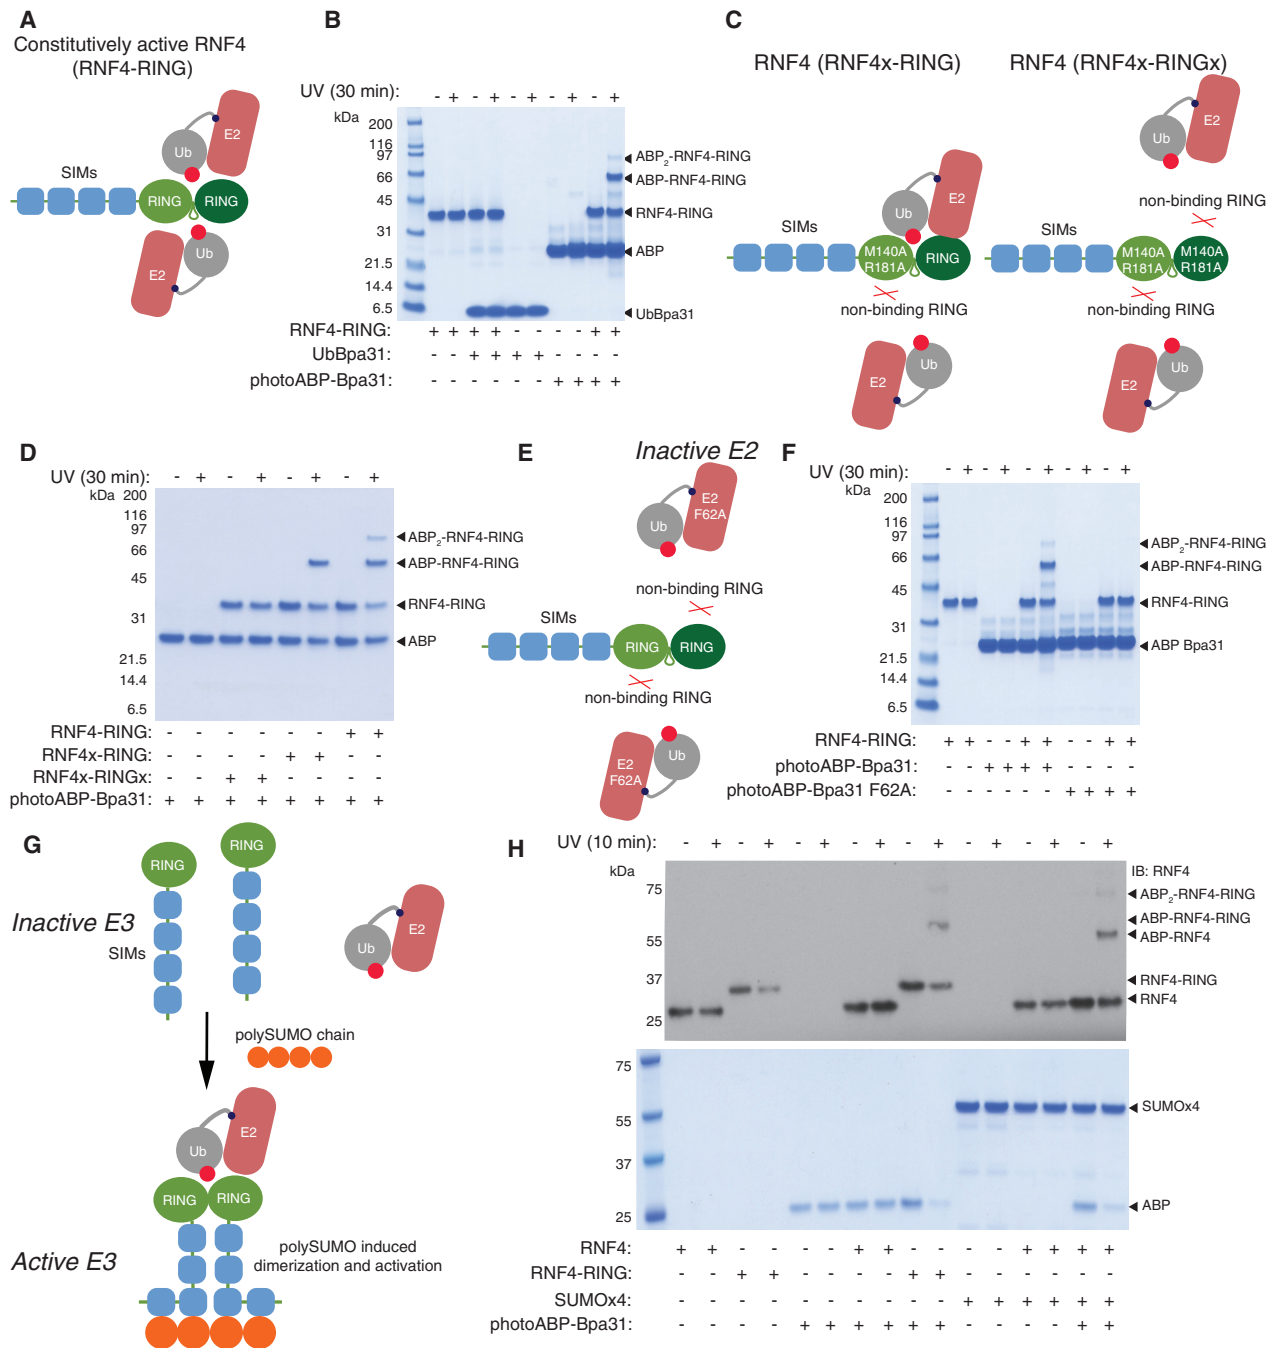 A
Constitutively active RNF4
(RNF4-RING)
E2
Ub
SIMs
RING
RING
E2
Ub
B
UV (30 min): - + - + - + - + - +
kDa
200
116
97
66
45
31
21.5
14.4
6.5
ABP2-RNF4-RING
ABP-RNF4-RING
RNF4-RING
ABP
UbBpa31
RNF4-RING: + + + + - - - - + +
UbBpa31: - - + + + + - - - -
photoABP-Bpa31: - - - - - - + + + +
C
RNF4 (RNF4x-RING)
E2
Ub
SIMs
M140A
R181A
RING
non-binding RING
E2
Ub
RNF4 (RNF4x-RINGx)
E2
Ub
non-binding RING
SIMs
M140A
R181A
M140A
R181A
non-binding RING
E2
Ub
D
UV (30 min): - + - + - + - +
kDa
200
116
97
66
45
31
21.5
14.4
6.5
ABP2-RNF4-RING
ABP-RNF4-RING
RNF4-RING
ABP
RNF4-RING: - - - - - - + +
RNF4x-RING: - - - - + + - -
RNF4x-RINGx: - - + + - - - -
photoABP-Bpa31: + + + + + + + +
E
Inactive E2
E2
F62A
Ub
non-binding RING
SIMs
RING
RING
non-binding RING
E2
F62A
Ub
F
UV (30 min): - + - + - + - + - +
kDa
200
116
97
66
45
31
21.5
14.4
6.5
ABP2-RNF4-RING
ABP-RNF4-RING
RNF4-RING
ABP Bpa31
RNF4-RING: + + - - + + - - + +
photoABP-Bpa31: - - + + + + - - - -
photoABP-Bpa31 F62A: - - - - - - + + + +
G
RING
RING
Inactive E3
SIMs
E2
Ub
polySUMO chain
E2
Ub
RING
RING
Active E3
polySUMO induced
dimerization and activation
H
UV (10 min): - + - + - + - + - + - + - + - +
kDa
IB: RNF4
75
55
37
25
ABP2-RNF4-RING
ABP-RNF4-RING
ABP-RNF4
RNF4-RING
RNF4
75
55
37
25
SUMOx4
ABP
RNF4: + + - - - - + + - - - - + + + +
RNF4-RING: - - + + - - - - + + - - - - - -
SUMOx4: - - - - - - - - - - + + + + + +
photoABP-Bpa31: - - - - + + + + + + - - - - + +